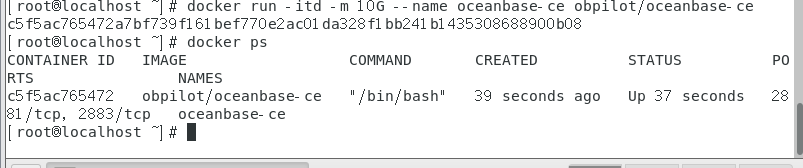 [root@localhost ~]# docker run -itd -m 10G --name oceanbase-ce obpilot/oceanbase-ce
c5f5ac765472a7bf739f161bef770e2ac01da328f1bb241b1435308688900b08
[root@localhost ~]# docker ps
CONTAINER ID   IMAGE                  COMMAND       CREATED          STATUS          PO
RTS                  NAMES
c5f5ac765472   obpilot/oceanbase-ce   "/bin/bash"   39 seconds ago   Up 37 seconds   28
81/tcp, 2883/tcp   oceanbase-ce
[root@localhost ~]#